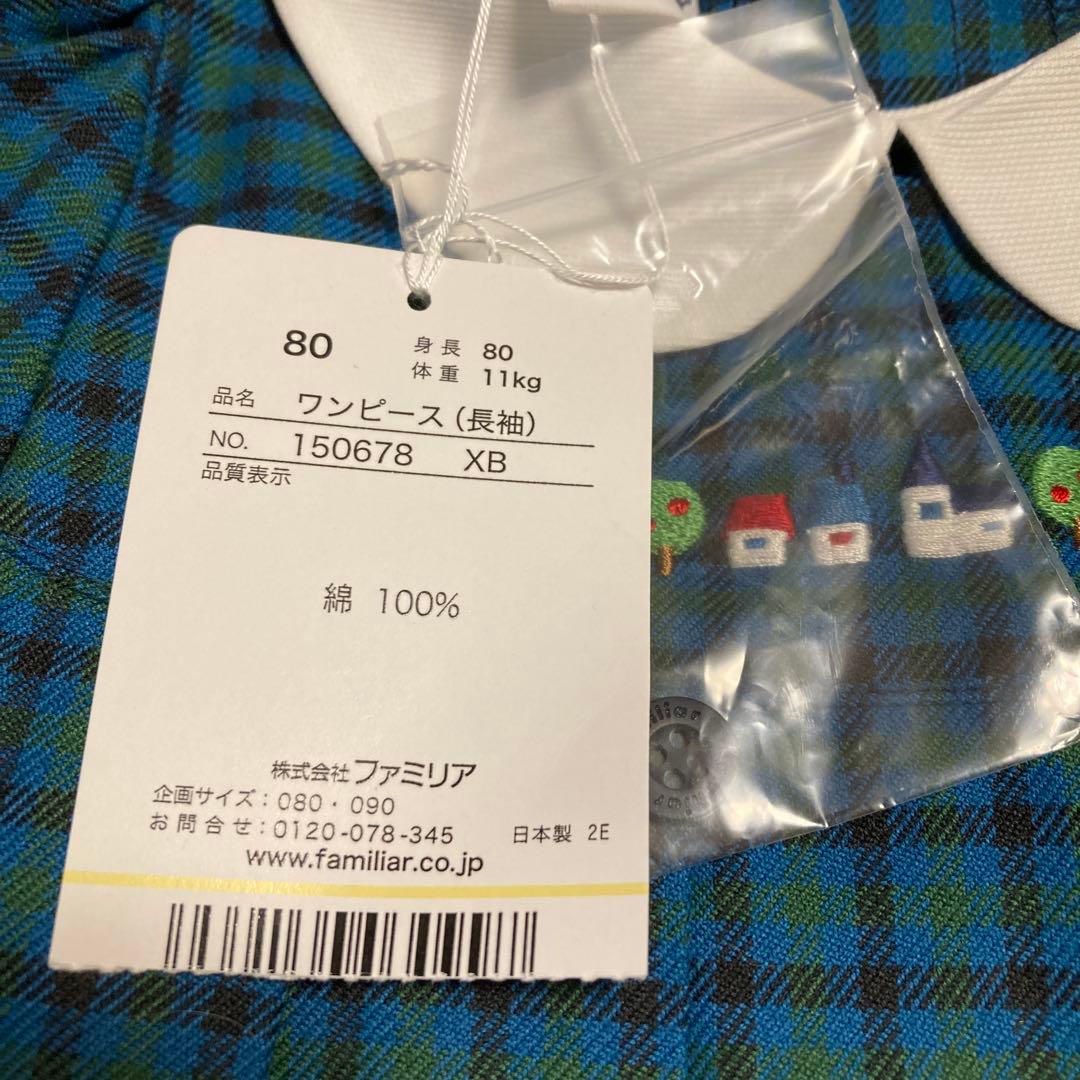 80 身長 80
体重 11kg
品名 ワンピース(長袖)
NO. 150678 XB
品質表示
綿 100%
株式会社ファミリア
企画サイズ:080・090
お問合せ:0120-078-345 日本製 2E
www.familiar.co.jp